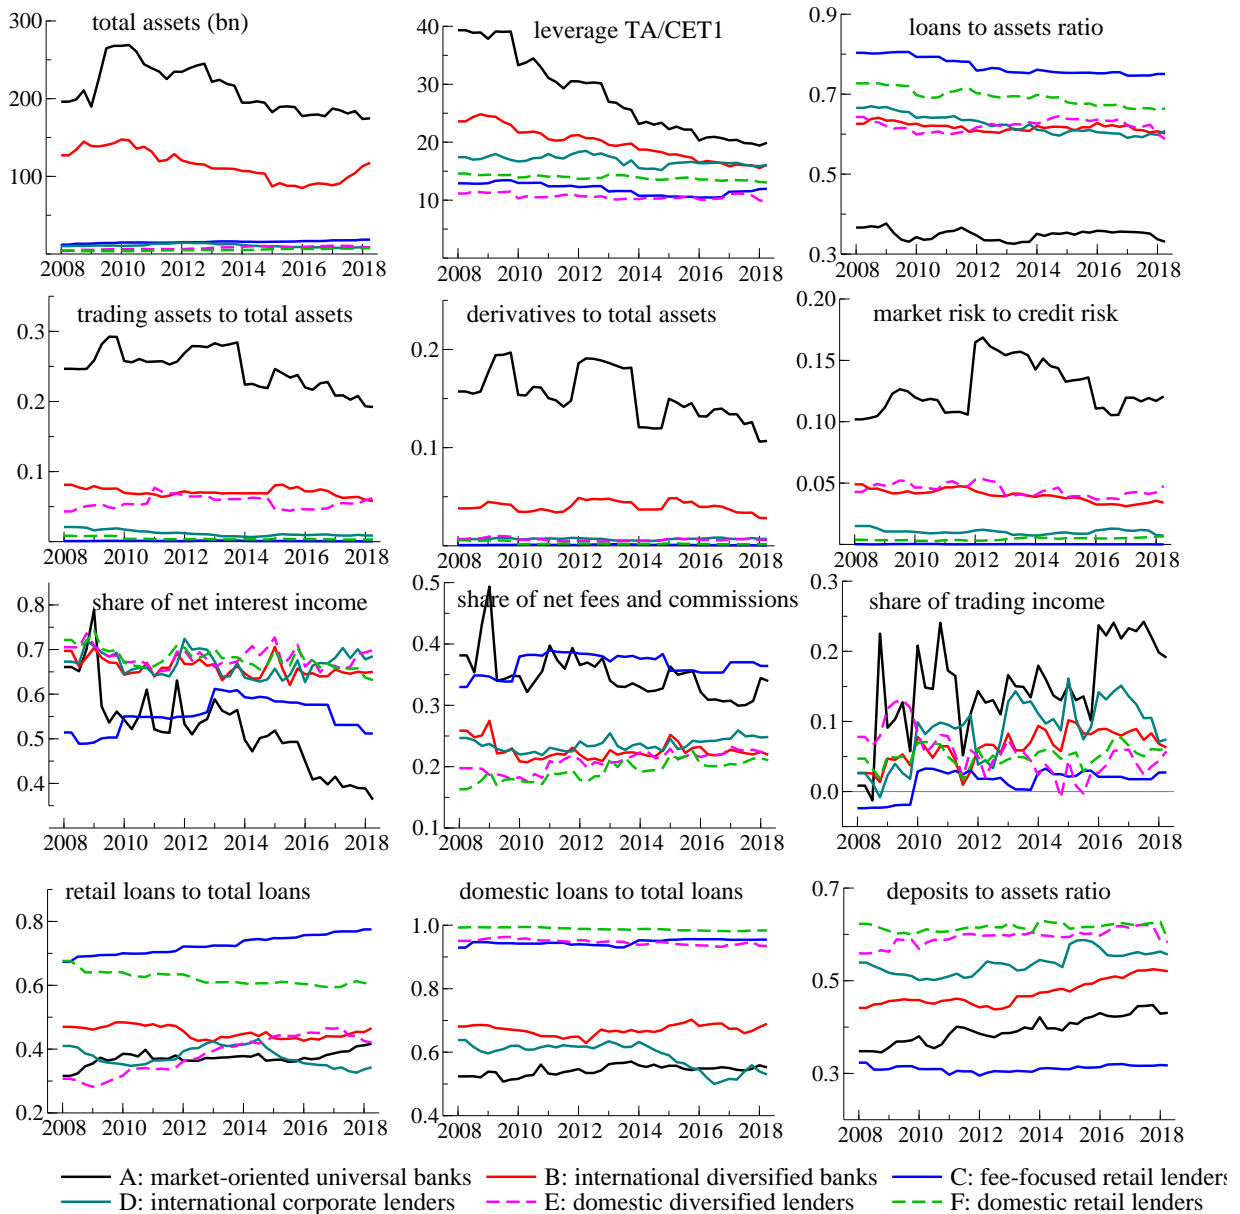 total assets (bn)
300
200
100
2008 2010 2012 2014 2016 2018
leverage TA/CET1
40
30
20
10
2008 2010 2012 2014 2016 2018
loans to assets ratio
0.9
0.7
0.5
0.3
2008 2010 2012 2014 2016 2018
trading assets to total assets
0.3
0.2
0.1
2008 2010 2012 2014 2016 2018
derivatives to total assets
0.2
0.1
2008 2010 2012 2014 2016 2018
market risk to credit risk
0.20
0.15
0.10
0.05
2008 2010 2012 2014 2016 2018
share of net interest income
0.8
0.7
0.6
0.5
0.4
2008 2010 2012 2014 2016 2018
share of net fees and commissions
0.5
0.4
0.3
0.2
0.1
2008 2010 2012 2014 2016 2018
share of trading income
0.3
0.2
0.1
0.0
2008 2010 2012 2014 2016 2018
retail loans to total loans
0.8
0.6
0.4
0.2
2008 2010 2012 2014 2016 2018
domestic loans to total loans
1.0
0.8
0.6
0.4
2008 2010 2012 2014 2016 2018
deposits to assets ratio
0.7
0.5
0.3
2008 2010 2012 2014 2016 2018
A: market-oriented universal banks
B: international diversified banks
C: fee-focused retail lenders
D: international corporate lenders
E: domestic diversified lenders
F: domestic retail lenders